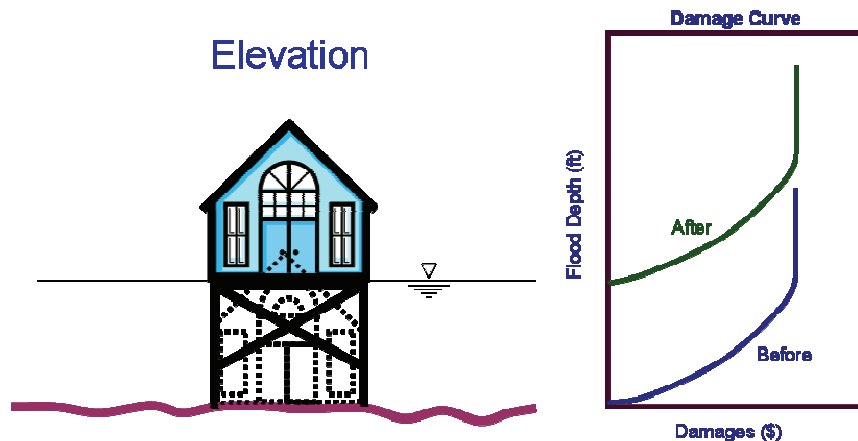 Elevation
Damage Curve
Flood Depth (ft)
After
Before
Damages ($)